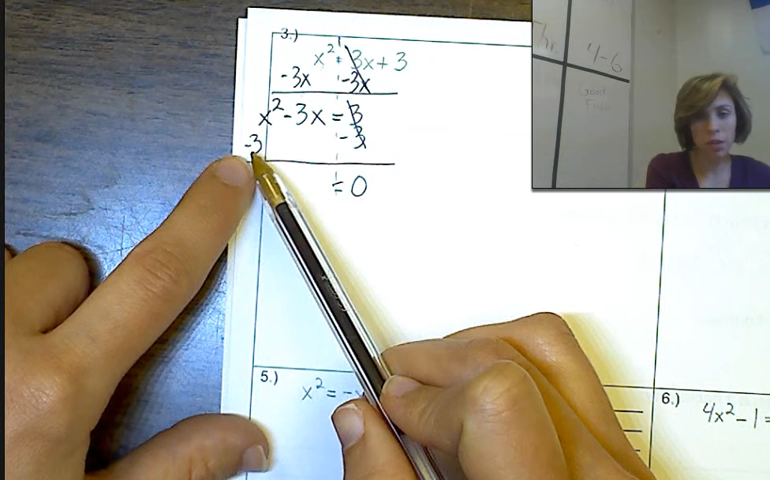 3.)
x² = 3x + 3
-3x -3x
x² - 3x = 3
-3 - 3
= 0
5.) x² = -x
6.) 4x² - 1 =
4-6